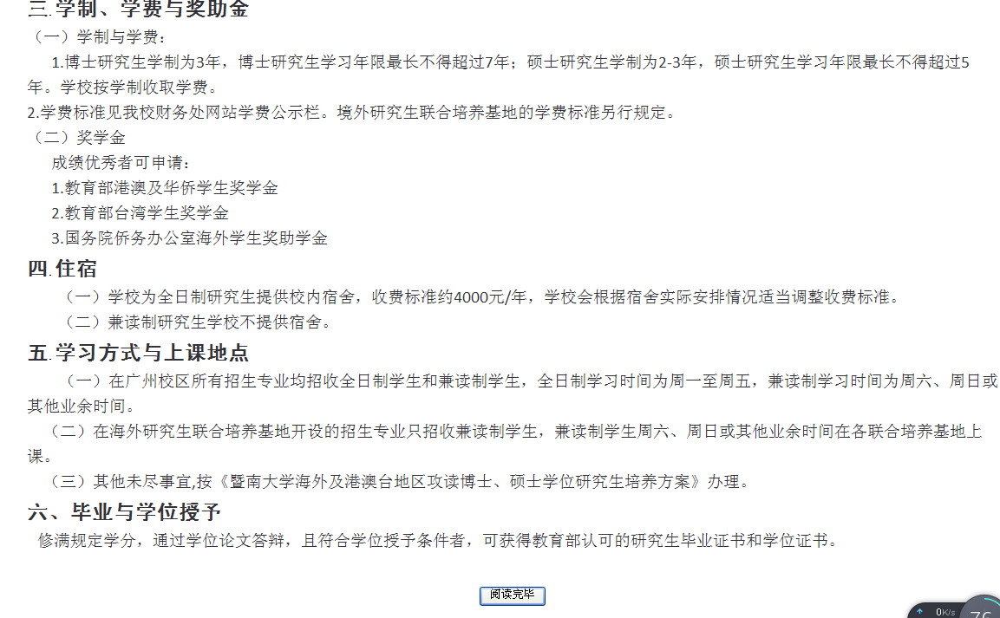 三.学制、学费与奖助金
（一）学制与学费：
1.博士研究生学制为3年，博士研究生学习年限最长不得超过7年；硕士研究生学制为2-3年，硕士研究生学习年限最长不得超过5
年。学校按学制收取学费。
2.学费标准见我校财务处网站学费公示栏。境外研究生联合培养基地的学费标准另行规定。
（二）奖学金
成绩优秀者可申请：
1.教育部港澳及华侨学生奖学金
2.教育部台湾学生奖学金
3.国务院侨务办公室海外学生奖助学金
四.住宿
（一）学校为全日制研究生提供校内宿舍，收费标准约4000元/年，学校会根据宿舍实际安排情况适当调整收费标准。
（二）兼读制研究生学校不提供宿舍。
五.学习方式与上课地点
（一）在广州校区所有招生专业均招收全日制学生和兼读制学生，全日制学习时间为周一至周五，兼读制学习时间为周六、周日或
其他业余时间。
（二）在海外研究生联合培养基地开设的招生专业只招收兼读制学生，兼读制学生周六、周日或其他业余时间在各联合培养基地上
课。
（三）其他未尽事宜,按《暨南大学海外及港澳台地区攻读博士、硕士学位研究生培养方案》办理。
六、毕业与学位授予
修满规定学分，通过学位论文答辩，且符合学位授予条件者，可获得教育部认可的研究生毕业证书和学位证书。
阅读完毕
0K/s